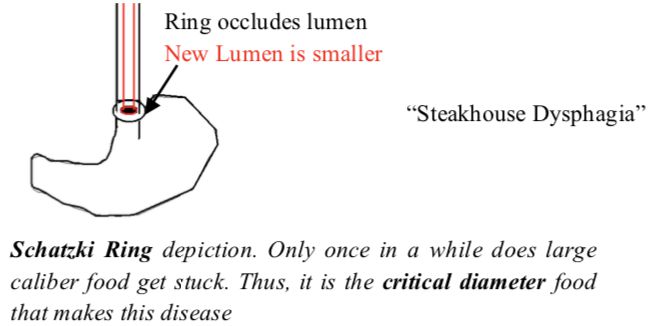 Ring occludes lumen
New Lumen is smaller
“Steakhouse Dysphagia”
Schatzki Ring depiction. Only once in a while does large
caliber food get stuck. Thus, it is the critical diameter food
that makes this disease